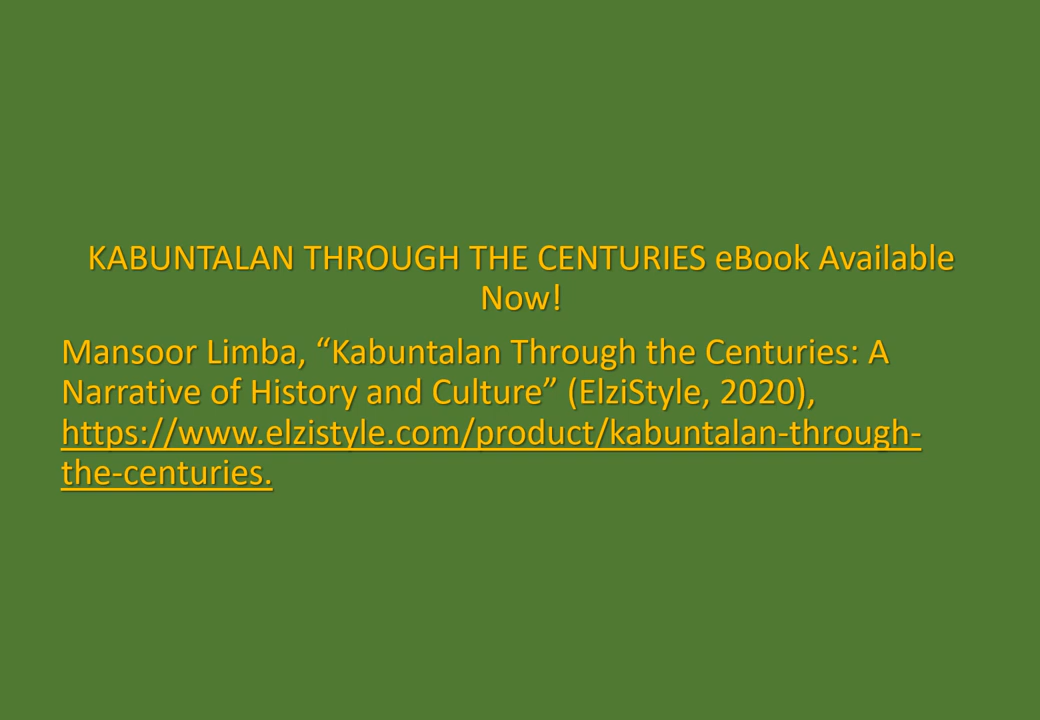 KABUNTALAN THROUGH THE CENTURIES eBook Available
Now!
Mansoor Limba, “Kabuntalan Through the Centuries: A
Narrative of History and Culture” (ElziStyle, 2020),
https://www.elzistyle.com/product/kabuntalan-through-
the-centuries.